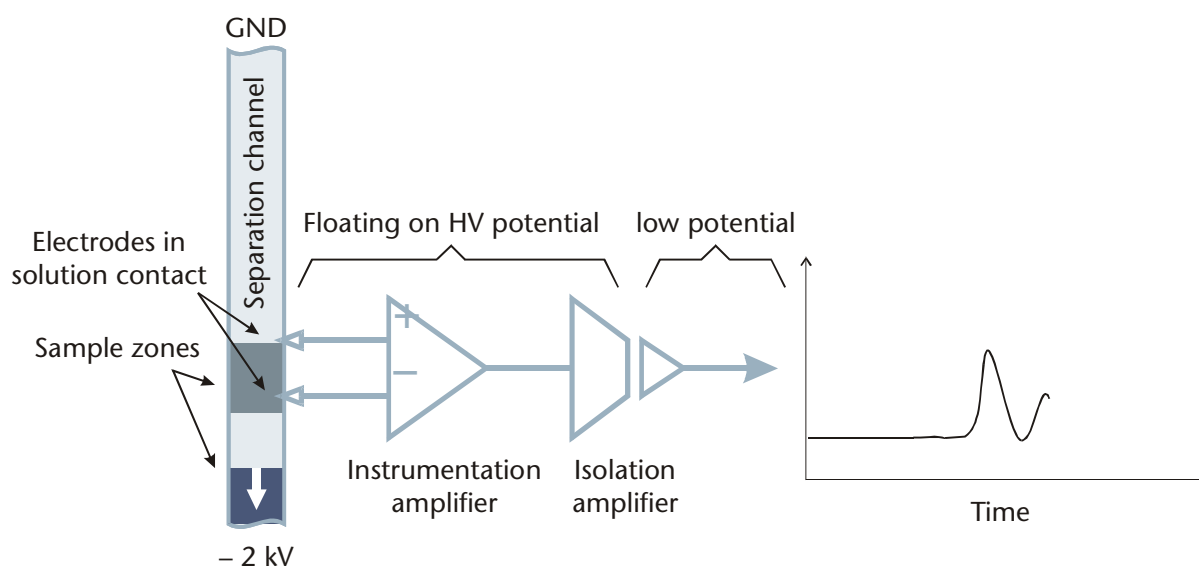 GND
Separation channel
Floating on HV potential
low potential
Electrodes in
solution contact
Sample zones
+
−
Instrumentation
amplifier
Isolation
amplifier
Time
– 2 kV